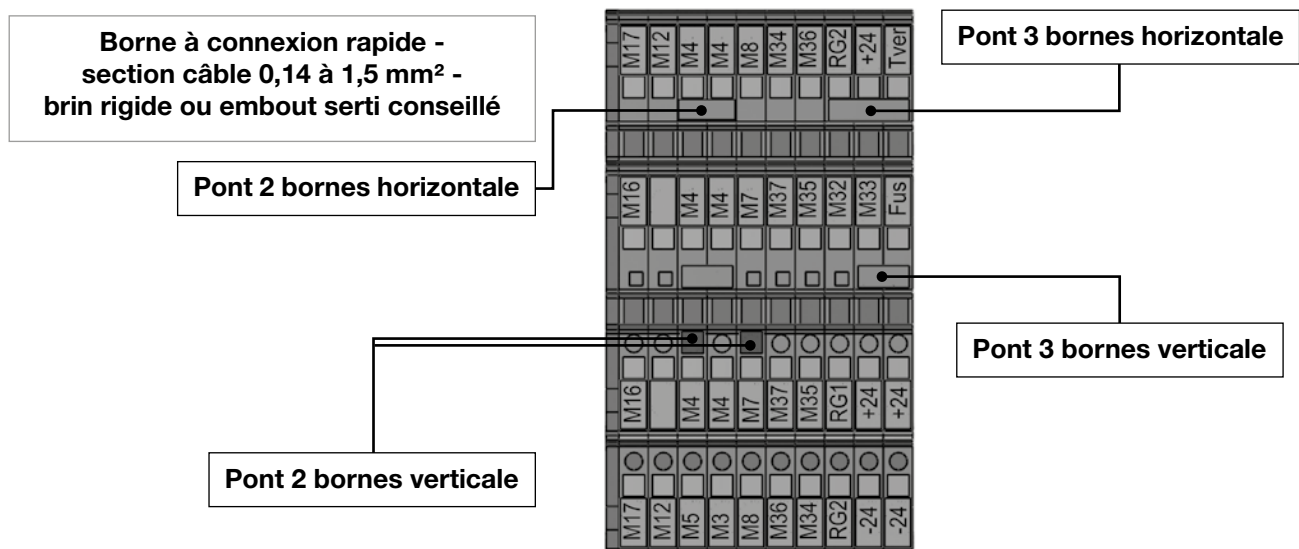 Borne à connexion rapide -
section câble 0,14 à 1,5 mm² -
brin rigide ou embout serti conseillé
Pont 3 bornes horizontale
M17 M12 M4 M4 M8 M34 M36 RG2 +24 Tver
Pont 2 bornes horizontale
M16 M4 M4 M7 M37 M35 M32 M33 Fus
Pont 3 bornes verticale
M16 M4 M4 M7 M37 M35 RG1 +24 +24
Pont 2 bornes verticale
M17 M12 M5 M3 M8 M36 M34 RG2 -24 -24